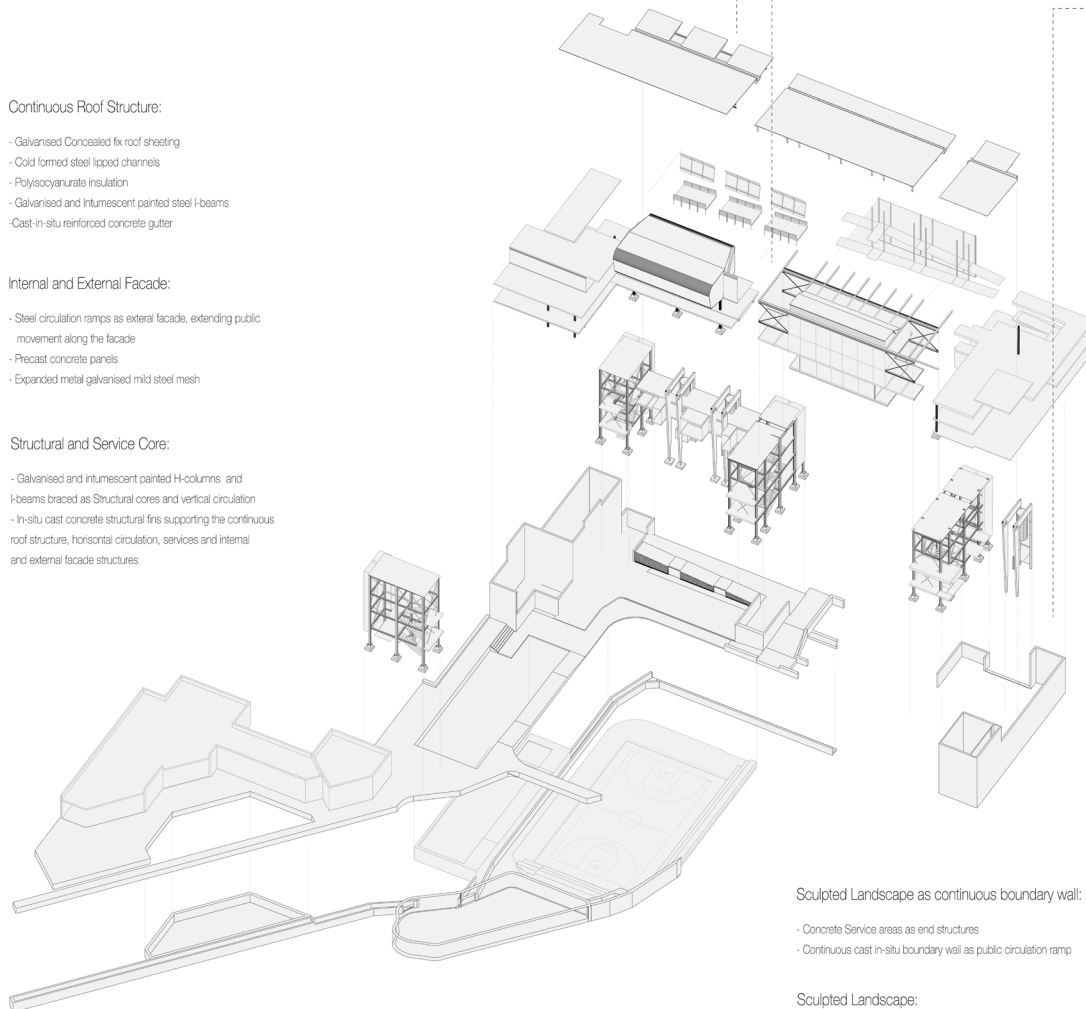 Continuous Roof Structure:
- Galvanised Concealed fix roof sheeting
- Cold formed steel lipped channels
- Polyisocyanurate insulation
- Galvanised and Intumescent painted steel I-beams
-Cast-in-situ reinforced concrete gutter
Internal and External Facade:
- Steel circulation ramps as exteral facade, extending public
movement along the facade
- Precast concrete panels
- Expanded metal galvanised mild steel mesh
Structural and Service Core:
- Galvanised and intumescent painted H-columns and
I-beams braced as Structural cores and vertical circulation
- In-situ cast concrete structural fins supporting the continuous
roof structure, horisontal circulation, services and internal
and external facade structures
Sculpted Landscape as continuous boundary wall:
- Concrete Service areas as end structures
- Continuous cast in-situ boundary wall as public circulation ramp
Sculpted Landscape: